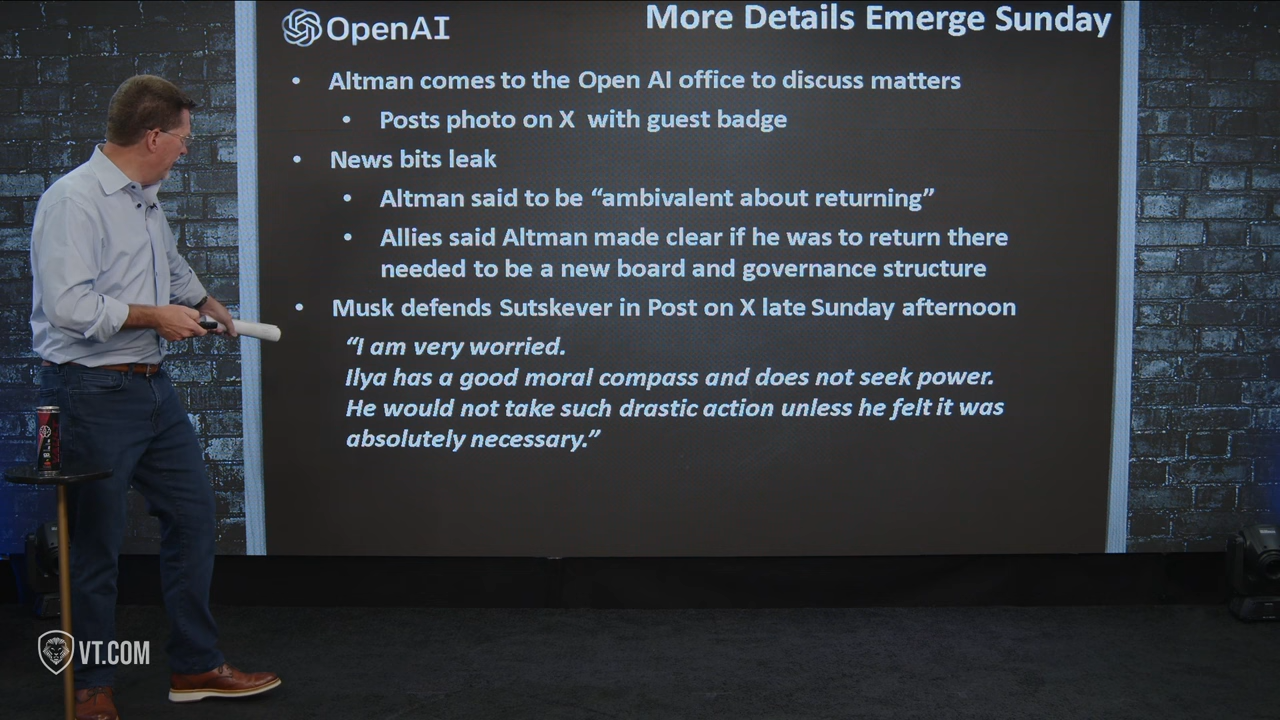 OpenAI
More Details Emerge Sunday
• Altman comes to the Open AI office to discuss matters
• Posts photo on X with guest badge
• News bits leak
• Altman said to be “ambivalent about returning”
• Allies said Altman made clear if he was to return there
needed to be a new board and governance structure
• Musk defends Sutskever in Post on X late Sunday afternoon
“I am very worried.
Ilya has a good moral compass and does not seek power.
He would not take such drastic action unless he felt it was
absolutely necessary.”
VT.COM